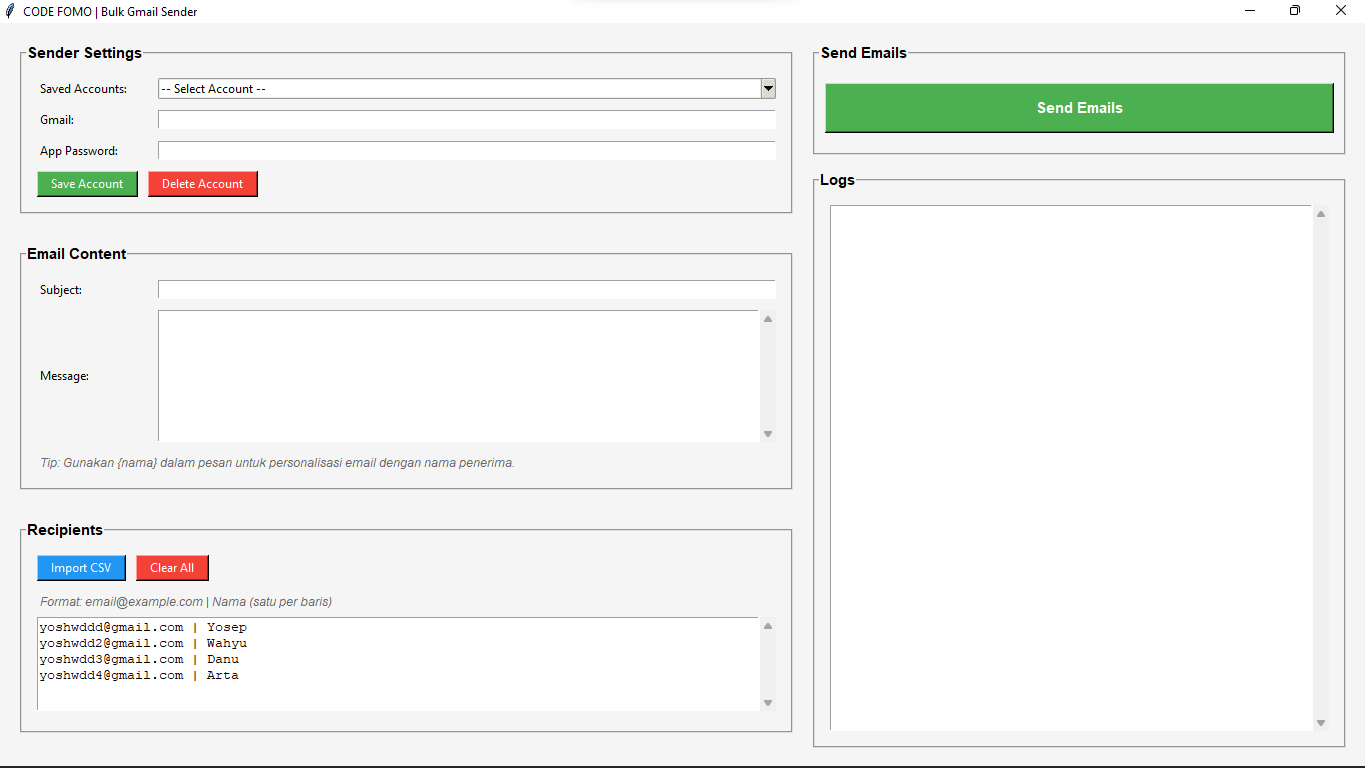 CODE FOMO | Bulk Gmail Sender
Sender Settings
Saved Accounts:
-- Select Account --
Gmail:
App Password:
Save Account
Delete Account
Email Content
Subject:
Message:
Tip: Gunakan {nama} dalam pesan untuk personalisasi email dengan nama penerima.
Recipients
Import CSV
Clear All
Format: email@example.com | Nama (satu per baris)
yoshwddd@gmail.com | Yosep
yoshwdd2@gmail.com | Wahyu
yoshwdd3@gmail.com | Danu
yoshwdd4@gmail.com | Arta
Send Emails
Send Emails
Logs